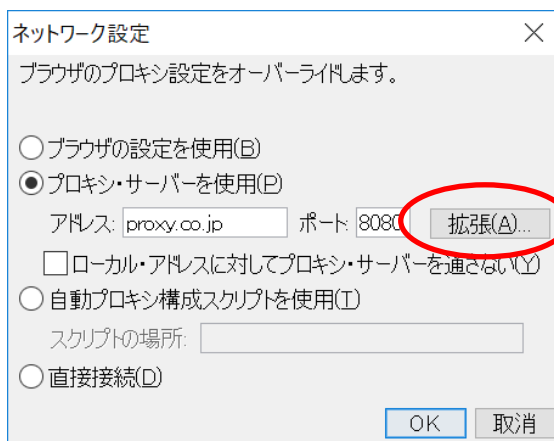 ネットワーク設定
ブラウザのプロキシ設定をオーバーライドします。
ブラウザの設定を使用(B)
プロキシ・サーバーを使用(P)
アドレス: proxy.co.jp ポート: 8080 拡張(A)...
ローカル・アドレスに対してプロキシ・サーバーを通さない(Y)
自動プロキシ構成スクリプトを使用(T)
スクリプトの場所:
直接接続(D)
OK 取消